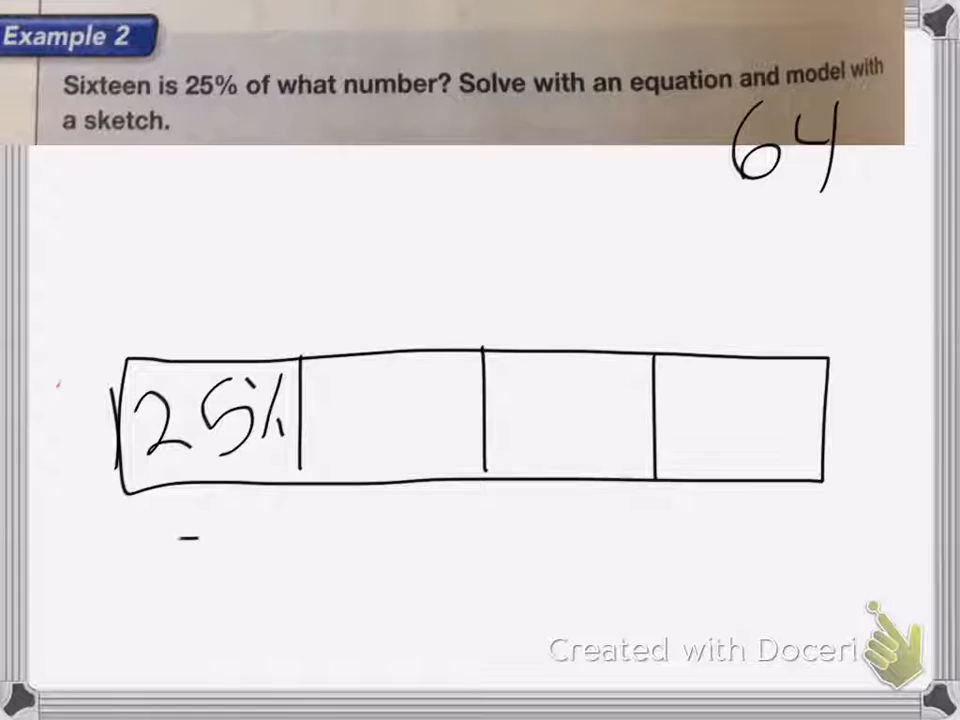 Example 2
Sixteen is 25% of what number? Solve with an equation and model with
a sketch.
64
25%
Created with Doceri